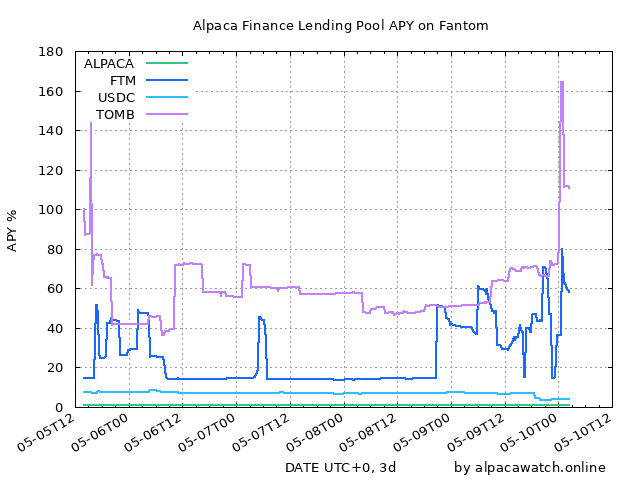 Alpaca Finance Lending Pool APY on Fantom
180
160
140
120
100
80
60
40
20
0
APY %
ALPACA
FTM
USDC
TOMB
05-05T12
05-06T00
05-06T12
05-07T00
05-07T12
05-08T00
05-08T12
05-09T00
05-09T12
05-10T00
05-10T12
DATE UTC+0, 3d
by alpacawatch.online